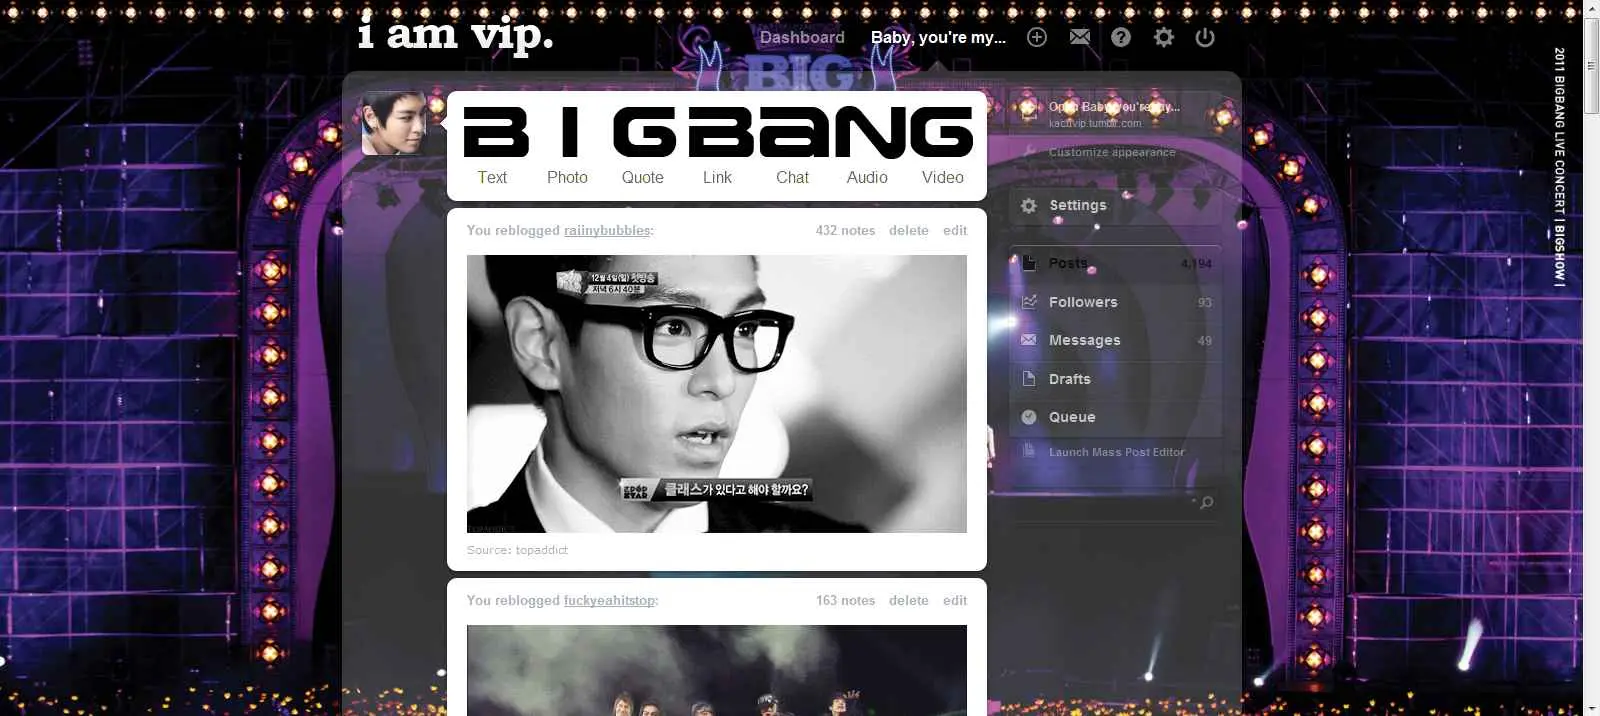 i am vip.
Dashboard
Baby, you're my...
BIG
BIGBANG
Text Photo Quote Link Chat Audio Video
You reblogged raiinybubbles:
432 notes delete edit
12월 4일(일) 첫방송
저녁 6시 40분
KPOP STAR
클래스가 있다고 해야 할까요?
Source: topaddict
You reblogged fuckyeahitstop:
163 notes delete edit
Open Baby, you're my...
kactivip.tumblr.com
Customize appearance
Settings
Posts 4,194
Followers 93
Messages 49
Drafts
Queue
Launch Mass Post Editor
2011 BIGBANG LIVE CONCERT | BIGSHOW |